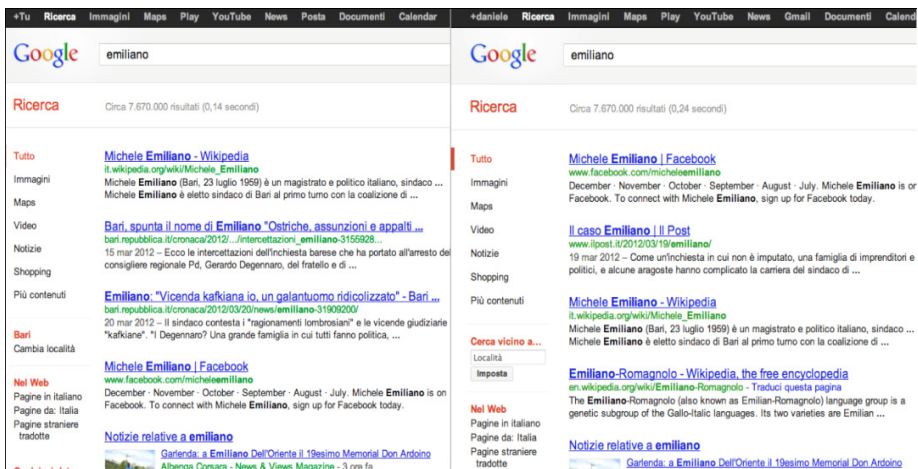 +Tu Ricerca Immagini Maps Play YouTube News Posta Documenti Calendar
Google
emiliano
Ricerca
Circa 7.670.000 risultati (0,14 secondi)
Tutto
Immagini
Maps
Video
Notizie
Shopping
Più contenuti
Bari
Cambia località
Nel Web
Pagine in italiano
Pagine da: Italia
Pagine straniere
tradotte
Michele Emiliano - Wikipedia
it.wikipedia.org/wiki/Michele_Emiliano
Michele Emiliano (Bari, 23 luglio 1959) è un magistrato e politico italiano, sindaco ...
Michele Emiliano è eletto sindaco di Bari al primo turno con la coalizione di ...
Bari, spunta il nome di Emiliano "Ostriche, assunzioni e appalti ...
bari.repubblica.it/cronaca/2012/.../intercettazioni_emiliano-3155928...
15 mar 2012 – Ecco le intercettazioni dell'inchiesta barese che ha portato all'arresto del
consigliere regionale Pd, Gerardo Degennaro, del fratello e di ...
Emiliano: "Vicenda kafkiana io, un galantuomo ridicolizzato" - Bari ...
bari.repubblica.it/cronaca/2012/03/20/news/emiliano-31909200/
20 mar 2012 – Il sindaco contesta i "ragionamenti lombrosiani" e le vicende giudiziarie
"kafkiane". "I Degennaro? Una grande famiglia in cui tutti fanno politica, ...
Michele Emiliano | Facebook
www.facebook.com/micheleemiliano
December · November · October · September · August · July. Michele Emiliano is on
Facebook. To connect with Michele Emiliano, sign up for Facebook today.
Notizie relative a emiliano
Garlenda: a Emiliano Dell'Oriente il 19esimo Memorial Don Ardoino
Albenga Corsara - News & Views Magazine - 3 ore fa
+daniele Ricerca Immagini Maps Play YouTube News Gmail Documenti Calend
Google
emiliano
Ricerca
Circa 7.670.000 risultati (0,24 secondi)
Tutto
Immagini
Maps
Video
Notizie
Shopping
Più contenuti
Cerca vicino a...
Località
Imposta
Nel Web
Pagine in italiano
Pagine da: Italia
Pagine straniere
tradotte
Michele Emiliano | Facebook
www.facebook.com/micheleemiliano
December · November · October · September · August · July. Michele Emiliano is or
Facebook. To connect with Michele Emiliano, sign up for Facebook today.
Il caso Emiliano | Il Post
www.ilpost.it/2012/03/19/emiliano/
19 mar 2012 – Come un'inchiesta in cui non è imputato, una famiglia di imprenditori e
politici, e alcune aragoste hanno complicato la carriera del sindaco di ...
Michele Emiliano - Wikipedia
it.wikipedia.org/wiki/Michele_Emiliano
Michele Emiliano (Bari, 23 luglio 1959) è un magistrato e politico italiano, sindaco ...
Michele Emiliano è eletto sindaco di Bari al primo turno con la coalizione di ...
Emiliano-Romagnolo - Wikipedia, the free encyclopedia
en.wikipedia.org/wiki/Emiliano-Romagnolo - Traduci questa pagina
The Emiliano-Romagnolo (also known as Emilian-Romagnolo) language group is a
genetic subgroup of the Gallo-Italic languages. Its two varieties are Emilian ...
Notizie relative a emiliano
Garlenda: a Emiliano Dell'Oriente il 19esimo Memorial Don Ardoino